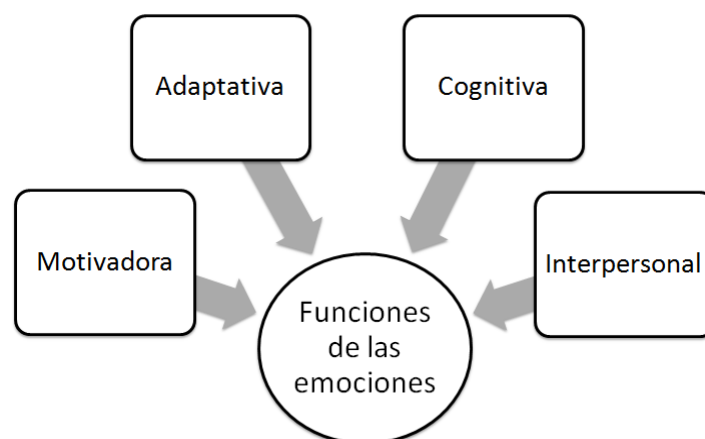 Adaptativa
Cognitiva
Motivadora
Interpersonal
Funciones
de las
emociones